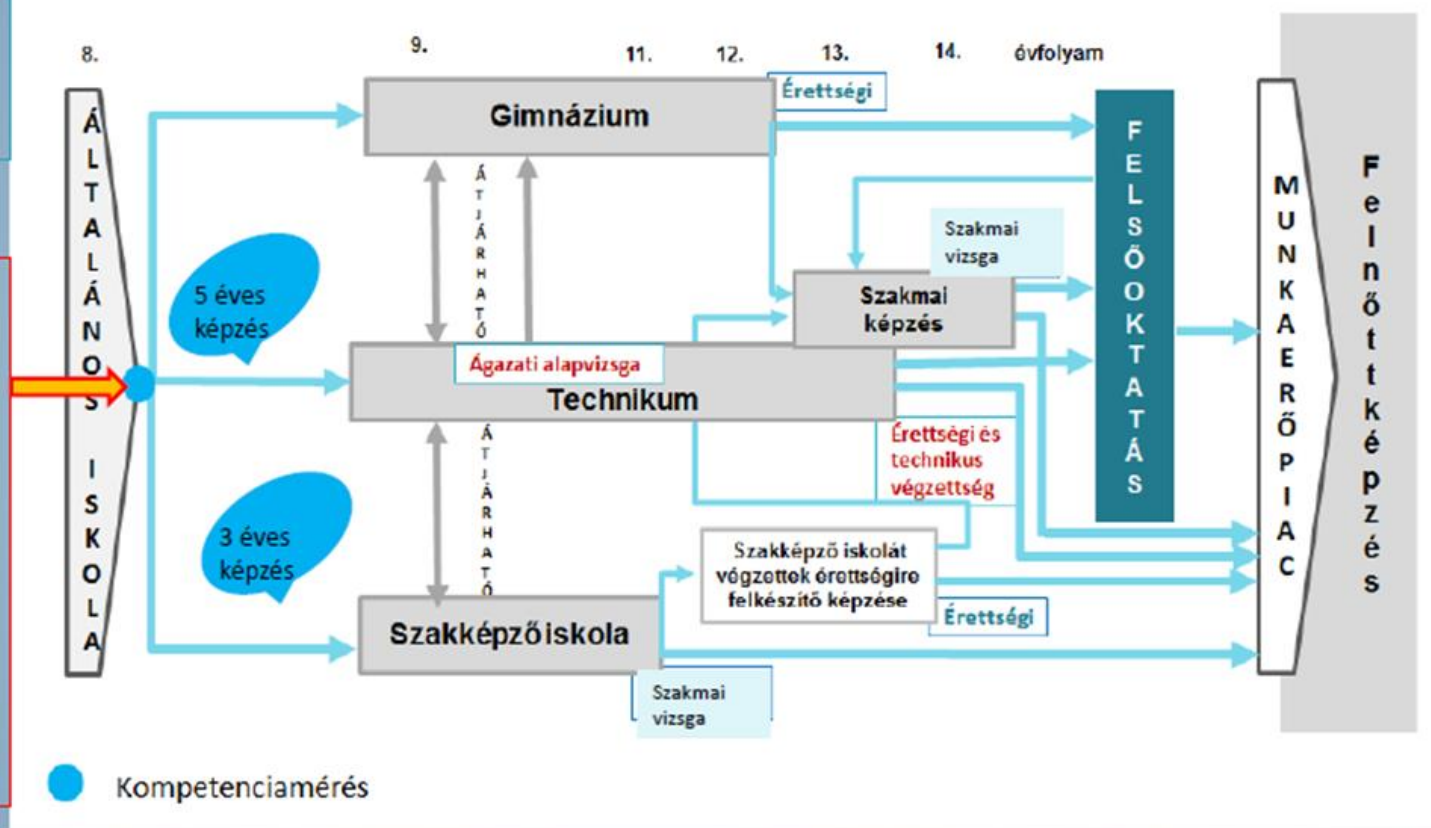 8.
9.
11.
12.
13.
14.
évfolyam
ÁLTALÁNOS
ISKOLA
Gimnázium
Érettségi
ÁTJÁRHATÓ
5 éves
képzés
Szakmai
vizsga
Szakmai
képzés
Ágazati alapvizsga
Technikum
Érettségi és
technikus
végzettség
ÁTJÁRHATÓ
3 éves
képzés
Szakképző iskolát
végzettek érettségire
felkészítő képzése
Érettségi
Szakképző iskola
Szakmai
vizsga
FELSŐOKTATÁS
MUNKAERŐPIAC
Felnőttképzés
Kompetenciamérés